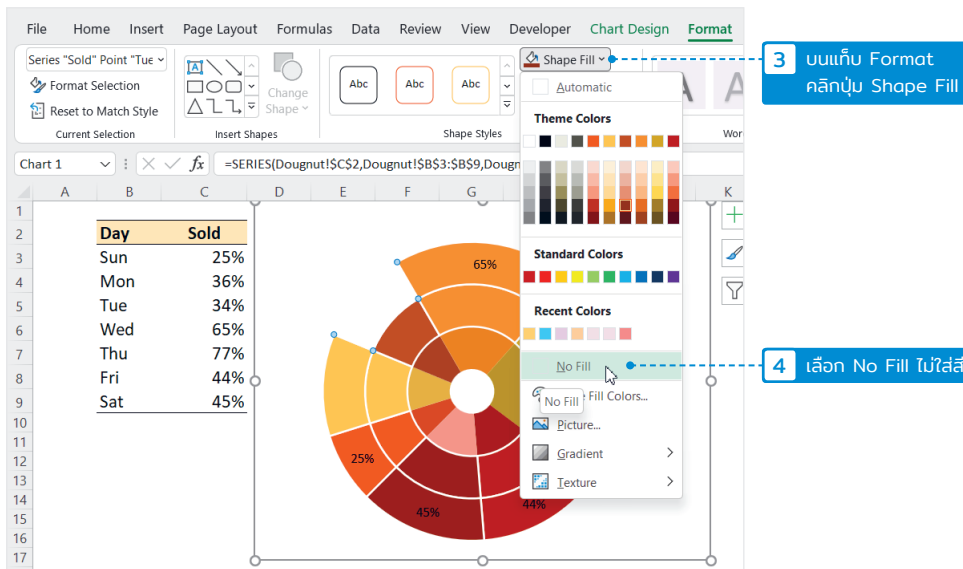 File Home Insert Page Layout Formulas Data Review View Developer Chart Design Format
Series "Sold" Point "Tue
Format Selection
Reset to Match Style
Current Selection
Change
Shape
Insert Shapes
Abc Abc Abc
Shape Fill
Shape Styles
3 บนแท็บ Format
คลิกปุ่ม Shape Fill
Automatic
Theme Colors
Chart 1 fx =SERIES(Dougnut!$C$2,Dougnut!$B$3:$B$9,Dougn
A B C D E F G K
1
2 Day Sold
3 Sun 25%
4 Mon 36%
5 Tue 34%
6 Wed 65%
7 Thu 77%
8 Fri 44%
9 Sat 45%
10
11
12
13
14
15
16
17
65%
25%
45%
44%
Standard Colors
Recent Colors
No Fill
4 เลือก No Fill ไม่ใส่สี
Fill Colors...
No Fill
Picture...
Gradient
Texture